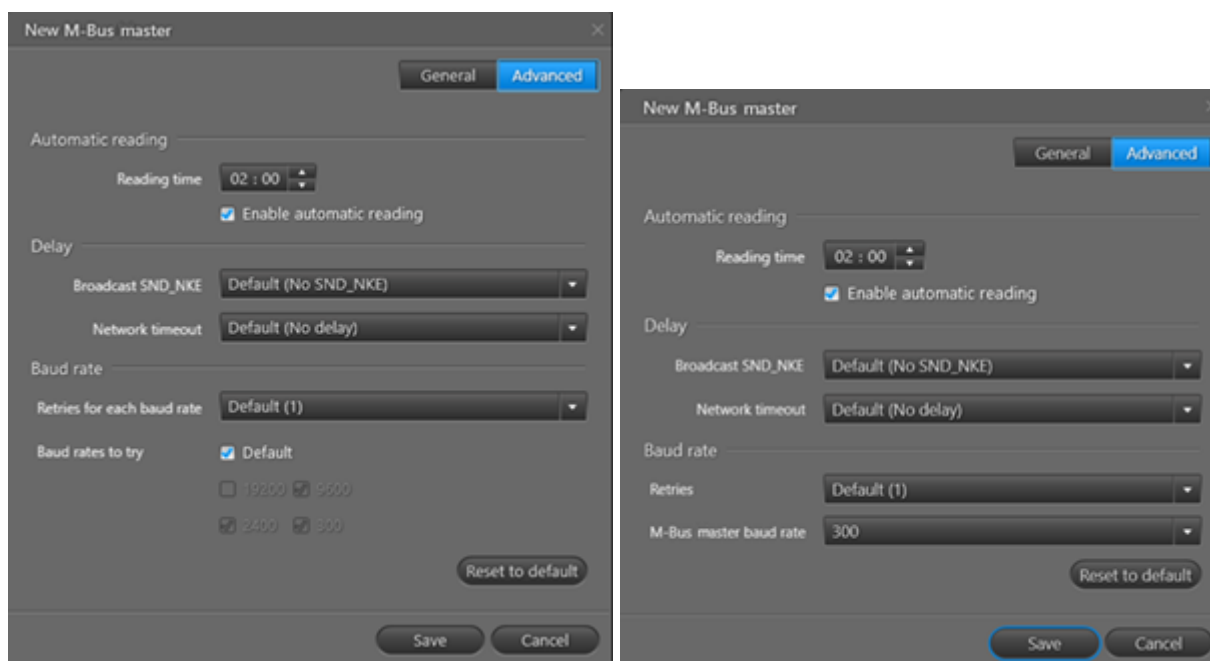 New M-Bus master
General Advanced
Automatic reading
Reading time 02 : 00
Enable automatic reading
Delay
Broadcast SND_NKE Default (No SND_NKE)
Network timeout Default (No delay)
Baud rate
Retries for each baud rate Default (1)
Baud rates to try Default
19200 9600
2400 300
Reset to default
Save Cancel
New M-Bus master
General Advanced
Automatic reading
Reading time 02 : 00
Enable automatic reading
Delay
Broadcast SND_NKE Default (No SND_NKE)
Network timeout Default (No delay)
Baud rate
Retries Default (1)
M-Bus master baud rate 300
Reset to default
Save Cancel